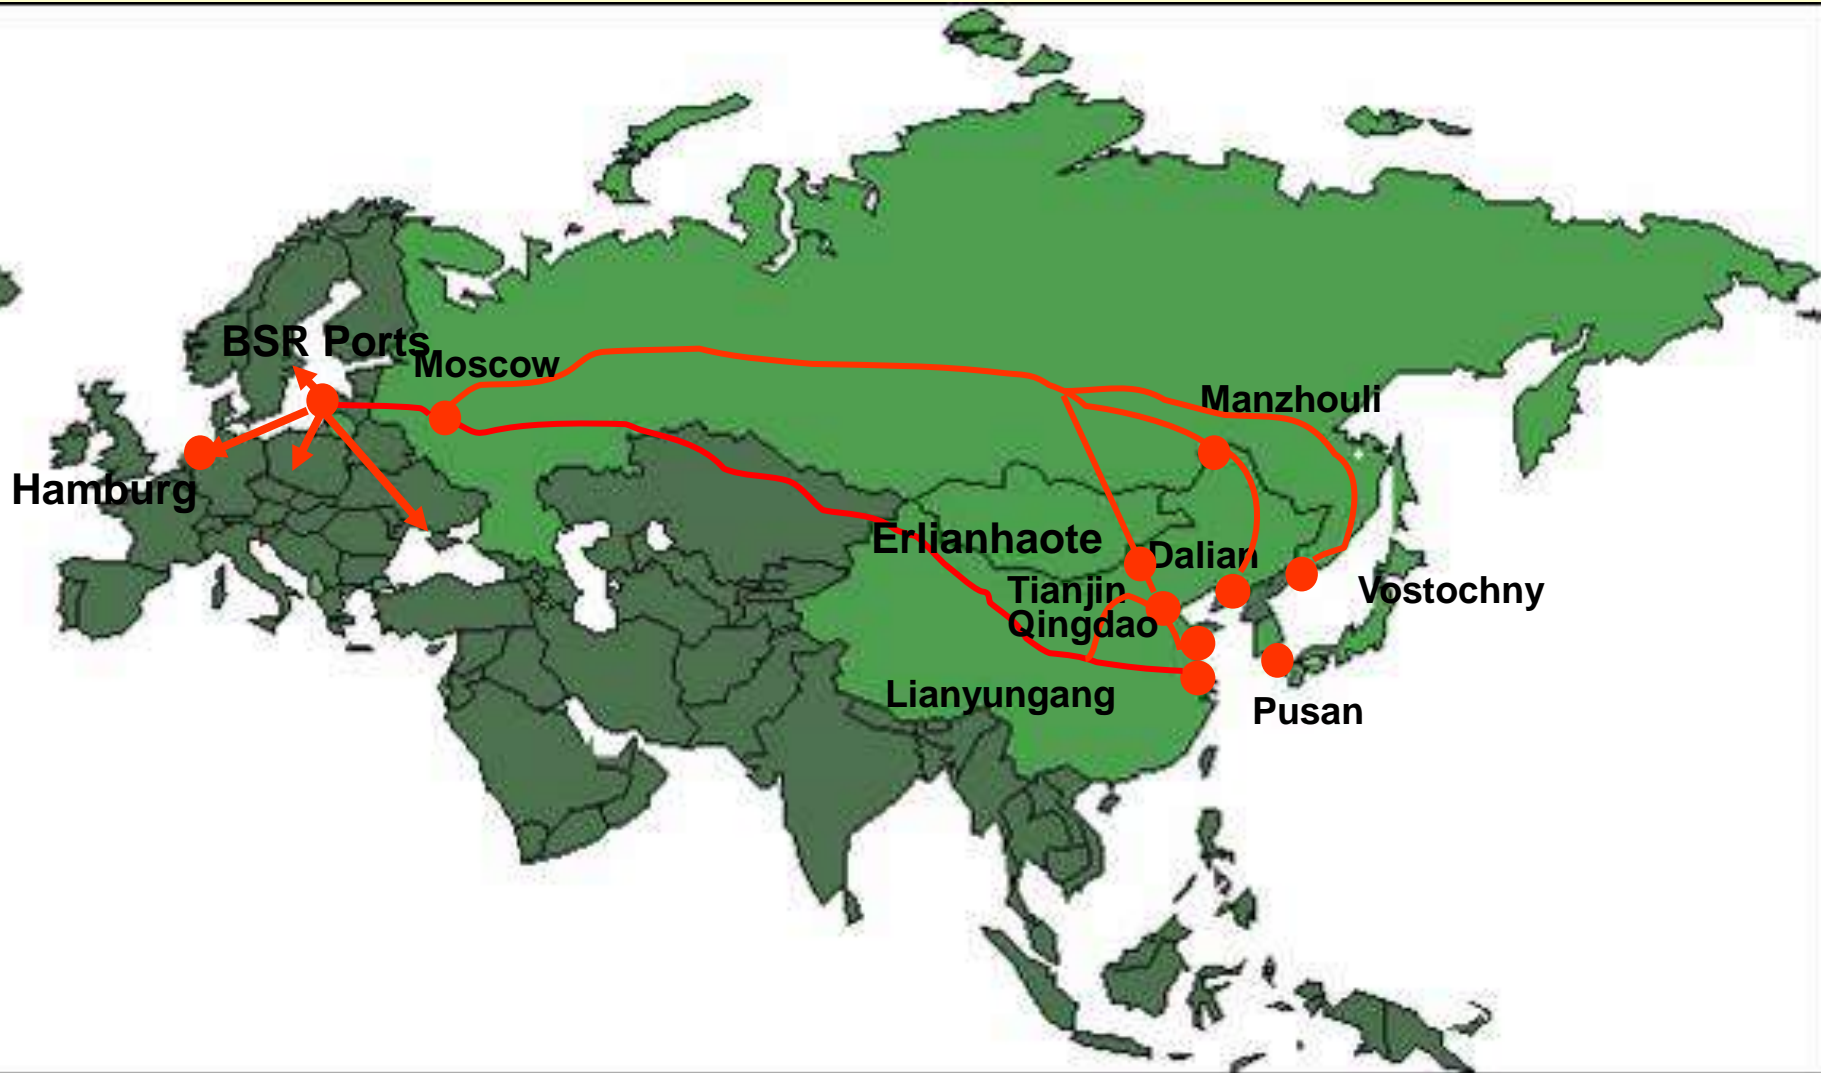 BSR Ports
Moscow
Manzhouli
Hamburg
Erlianhaote
Dalian
Tianjin
Vostochny
Qingdao
Lianyungang
Pusan